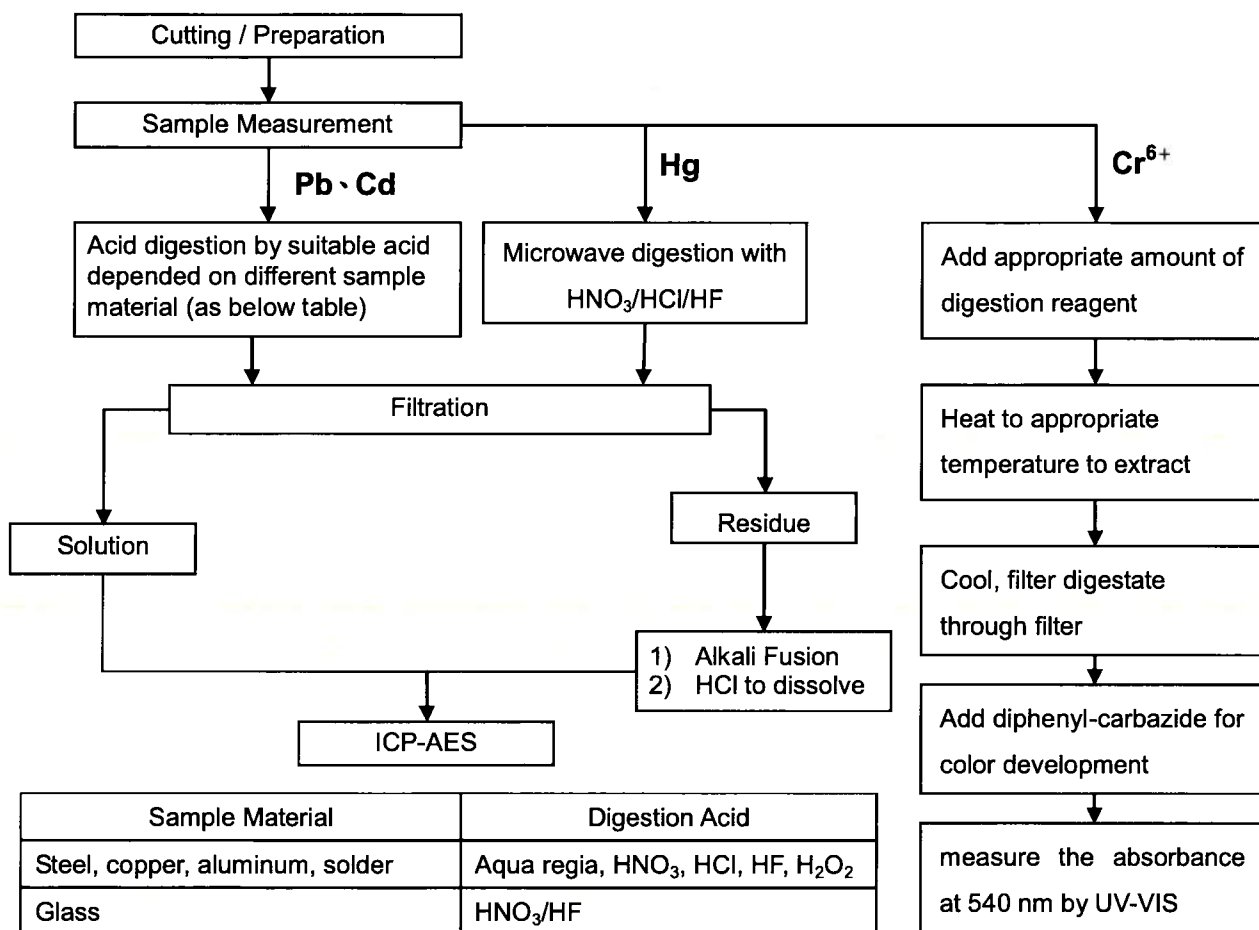 Cutting / Preparation
Sample Measurement
Pb、Cd
Hg
Cr⁶⁺
Acid digestion by suitable acid
depended on different sample
material (as below table)
Microwave digestion with
HNO₃/HCl/HF
Add appropriate amount of
digestion reagent
Filtration
Heat to appropriate
temperature to extract
Solution
Residue
Cool, filter digestate
through filter
1) Alkali Fusion
2) HCl to dissolve
ICP-AES
Add diphenyl-carbazide for
color development
measure the absorbance
at 540 nm by UV-VIS
Sample Material Digestion Acid
Steel, copper, aluminum, solder Aqua regia, HNO₃, HCl, HF, H₂O₂
Glass HNO₃/HF